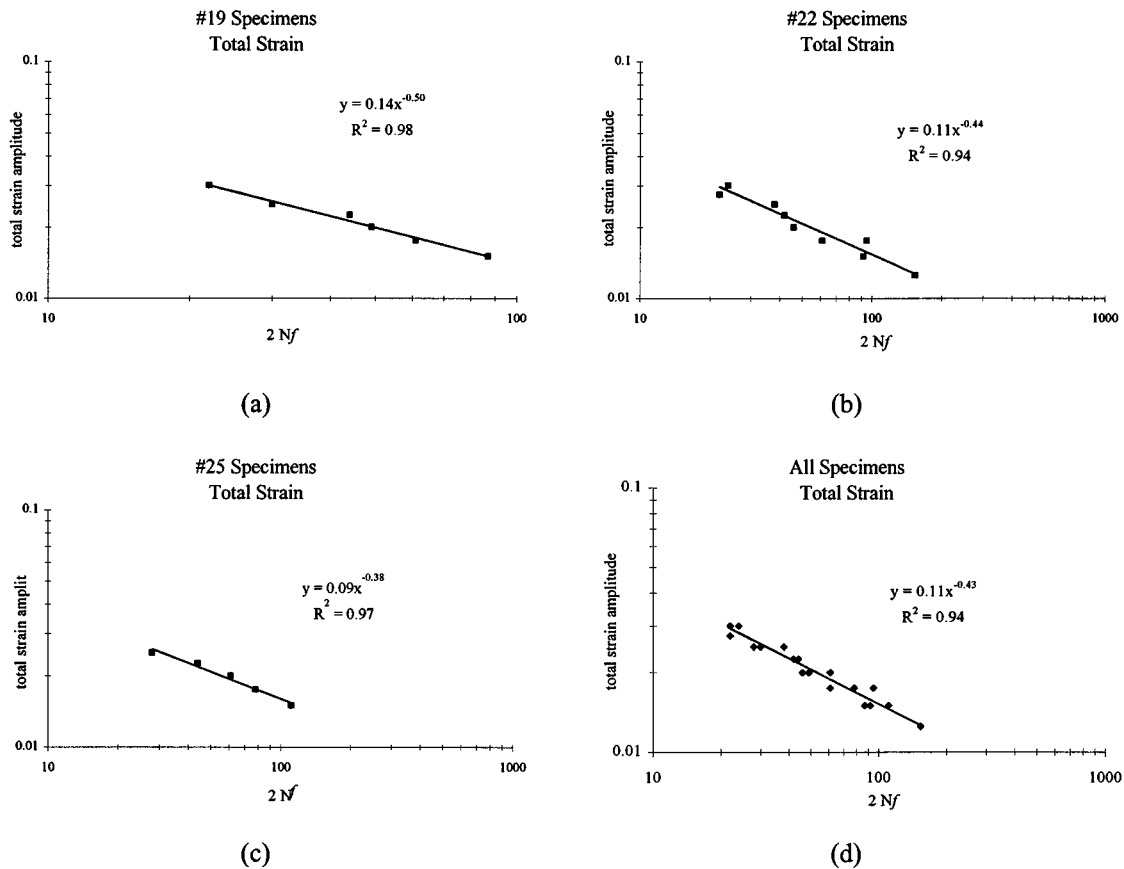 #19 Specimens
Total Strain
0.1
y = 0.14x^-0.50
R^2 = 0.98
total strain amplitude
0.01
10
100
2 Nf
(a)
#22 Specimens
Total Strain
0.1
y = 0.11x^-0.44
R^2 = 0.94
total strain amplitude
0.01
10
100
1000
2 Nf
(b)
#25 Specimens
Total Strain
0.1
y = 0.09x^-0.38
R^2 = 0.97
total strain amplit
0.01
10
100
1000
2 Nf
(c)
All Specimens
Total Strain
0.1
y = 0.11x^-0.43
R^2 = 0.94
total strain amplitude
0.01
10
100
1000
2 Nf
(d)